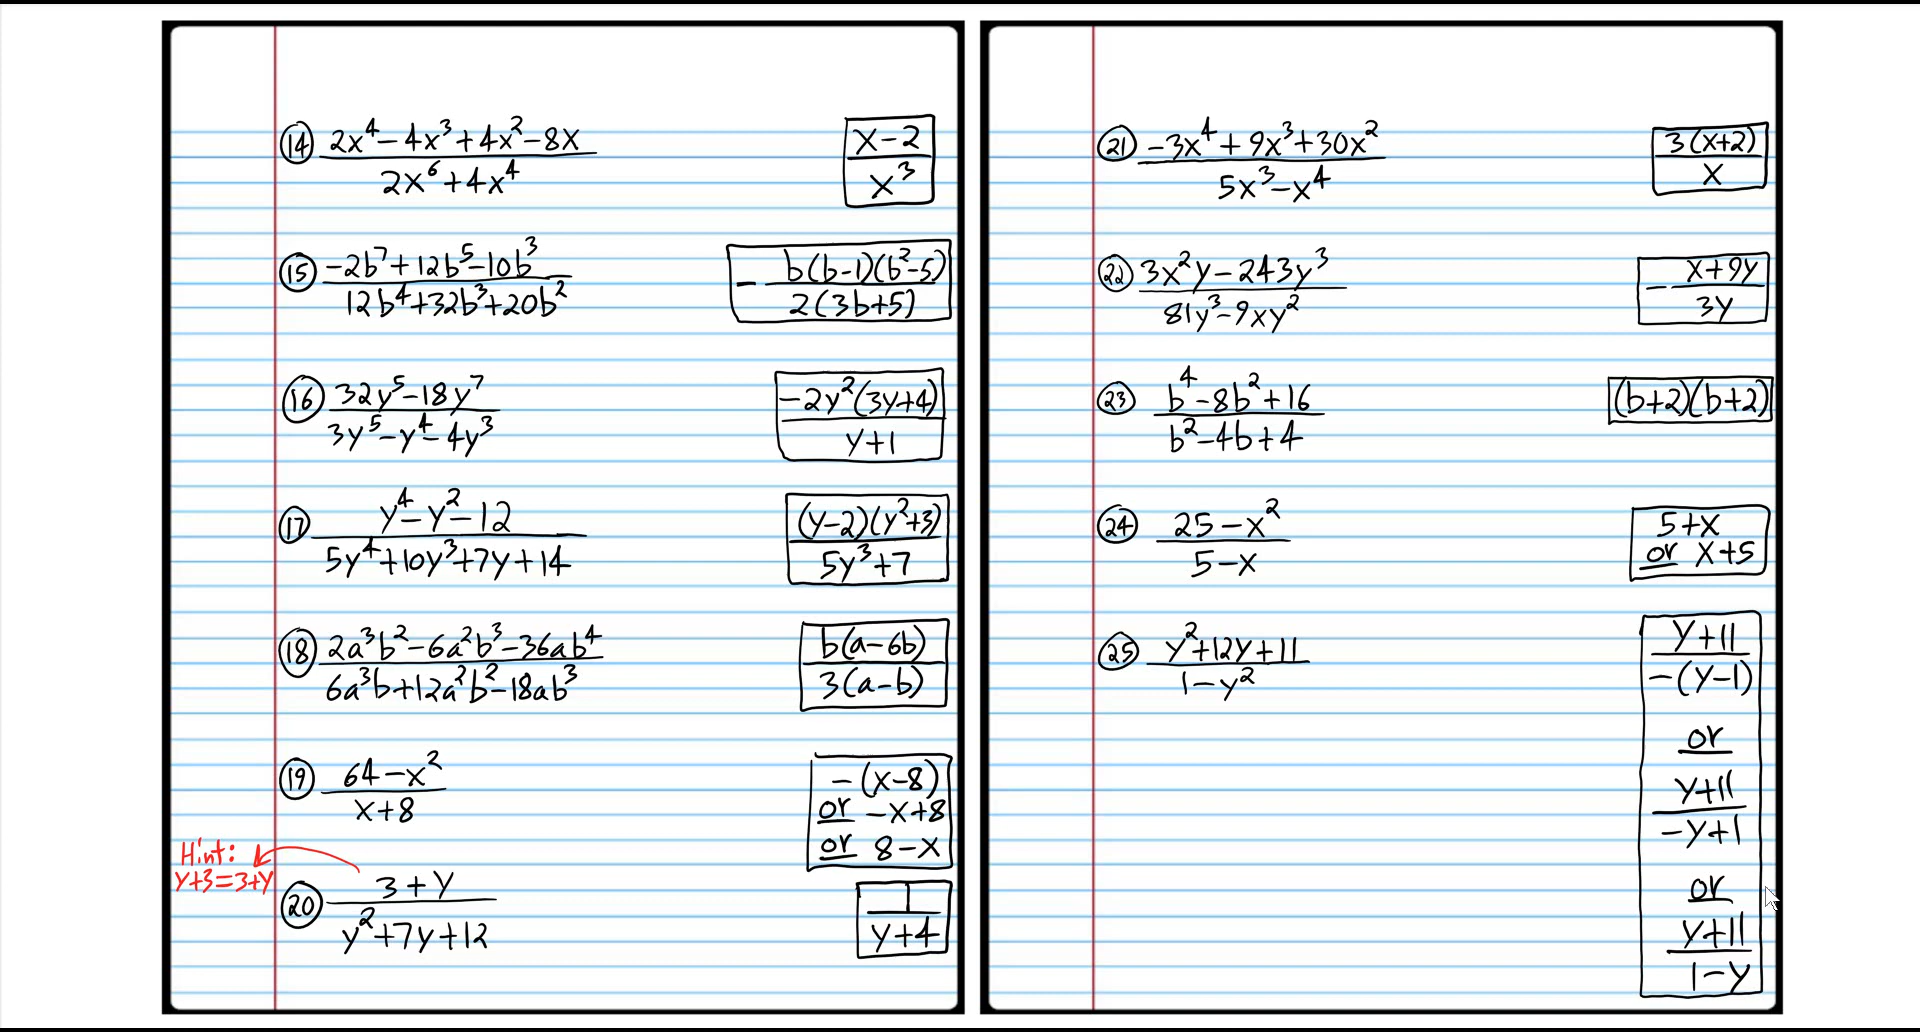 ⑭ (2x⁴ − 4x³ + 4x² − 8x)/(2x⁶ + 4x⁴)   (x − 2)/x³
⑮ (−2b⁷ + 12b⁵ − 10b³)/(12b⁴ + 32b³ + 20b²)   − b(b−1)(b²−5)/2(3b+5)
⑯ (32y⁵ − 18y⁷)/(3y⁵ − y⁴ − 4y³)   −2y²(3y+4)/(y+1)
⑰ (y⁴ − y² − 12)/(5y⁴ + 10y³ + 7y + 14)   (y−2)(y²+3)/(5y³+7)
⑱ (2a³b² − 6a²b³ − 36ab⁴)/(6a³b + 12a²b² − 18ab³)   b(a−6b)/3(a−b)
⑲ (64 − x²)/(x + 8)   −(x−8)
or −x+8
or 8−x
Hint:
y+3=3+y
⑳ (3 + y)/(y² + 7y + 12)   1/(y+4)
㉑ (−3x⁴ + 9x³ + 30x²)/(5x³ − x⁴)   3(x+2)/x
㉒ (3x²y − 243y³)/(81y³ − 9xy²)   − (x+9y)/3y
㉓ (b⁴ − 8b² + 16)/(b² − 4b + 4)   (b+2)(b+2)
㉔ (25 − x²)/(5 − x)   5+x
or x+5
㉕ (y² + 12y + 11)/(1 − y²)   (y+11)/−(y−1)
or
(y+11)/(−y+1)
or
(y+11)/(1−y)